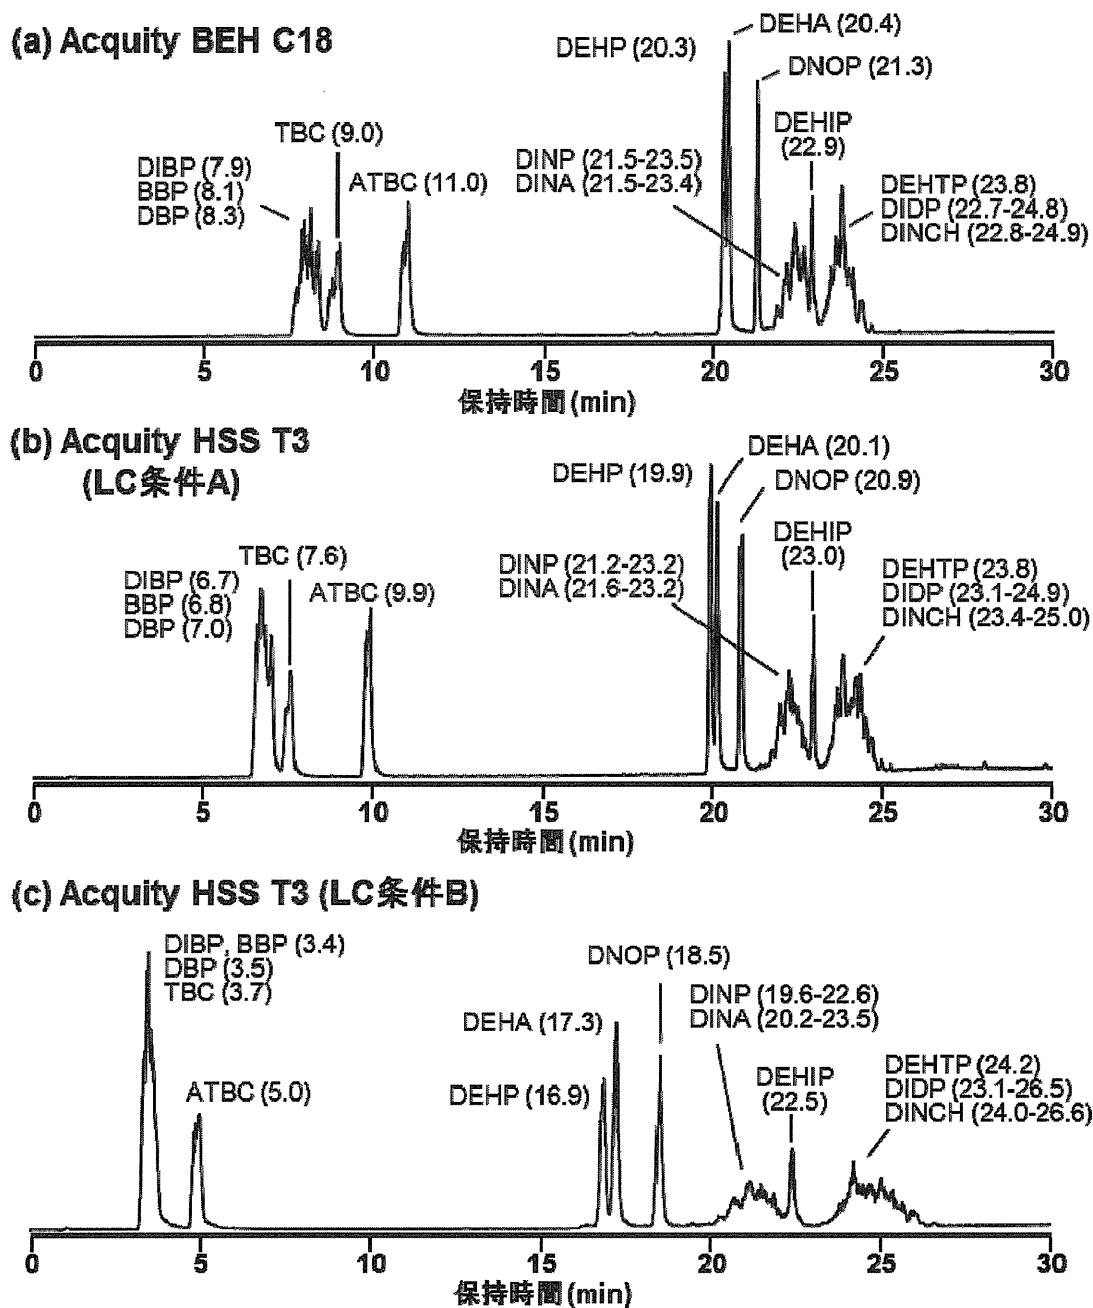 (a) Acquity BEH C18
DEHA (20.4)
DEHP (20.3)
DNOP (21.3)
TBC (9.0)
DEHIP
(22.9)
DIBP (7.9)
BBP (8.1)
DBP (8.3)
ATBC (11.0)
DINP (21.5-23.5)
DINA (21.5-23.4)
DEHTP (23.8)
DIDP (22.7-24.8)
DINCH (22.8-24.9)
0 5 10 15 20 25 30
保持時間(min)
(b) Acquity HSS T3
(LC条件A)
DEHA (20.1)
DEHP (19.9)
DNOP (20.9)
TBC (7.6)
DEHIP
(23.0)
DIBP (6.7)
BBP (6.8)
DBP (7.0)
ATBC (9.9)
DINP (21.2-23.2)
DINA (21.6-23.2)
DEHTP (23.8)
DIDP (23.1-24.9)
DINCH (23.4-25.0)
0 5 10 15 20 25 30
保持時間(min)
(c) Acquity HSS T3 (LC条件B)
DIBP, BBP (3.4)
DBP (3.5)
TBC (3.7)
DNOP (18.5)
DINP (19.6-22.6)
DINA (20.2-23.5)
DEHA (17.3)
DEHIP
(22.5)
DEHTP (24.2)
DIDP (23.1-26.5)
DINCH (24.0-26.6)
ATBC (5.0)
DEHP (16.9)
0 5 10 15 20 25 30
保持時間(min)